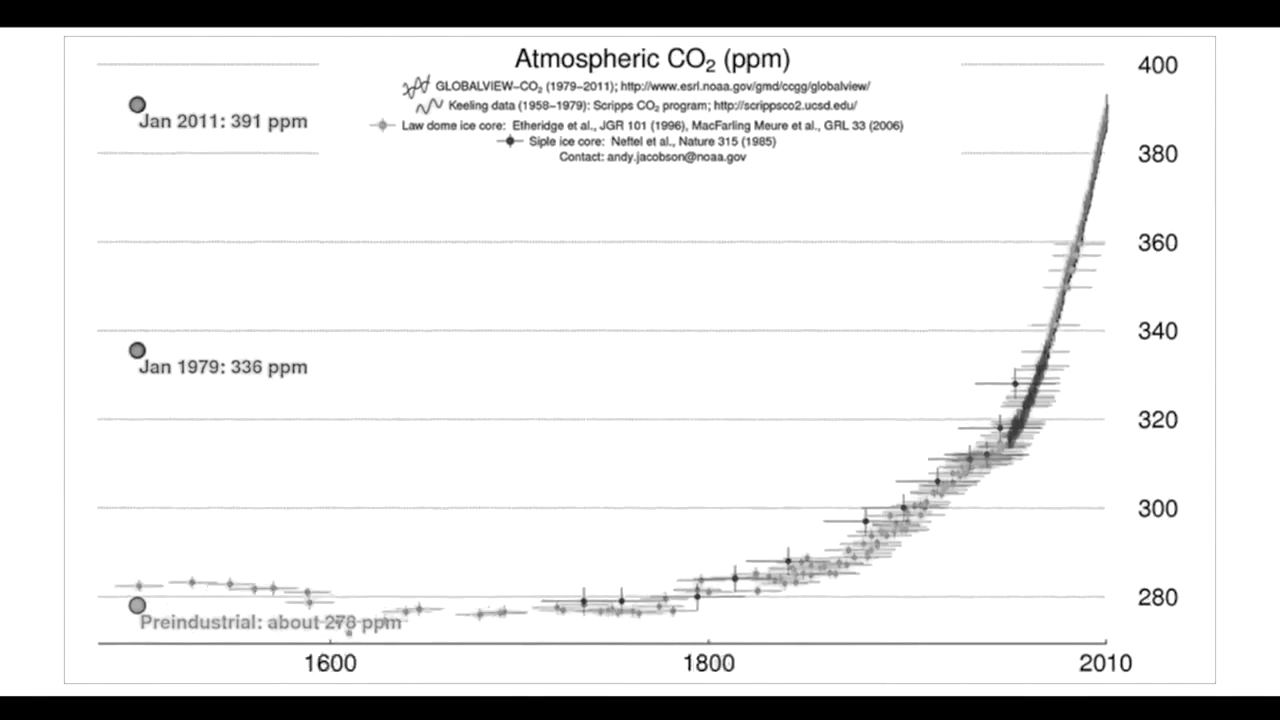 Atmospheric CO₂ (ppm)
GLOBALVIEW−CO₂ (1979−2011); http://www.esrl.noaa.gov/gmd/ccgg/globalview/
Keeling data (1958−1979): Scripps CO₂ program; http://scrippsco2.ucsd.edu/
Law dome ice core: Etheridge et al., JGR 101 (1996), MacFarling Meure et al., GRL 33 (2006)
Siple ice core: Neftel et al., Nature 315 (1985)
Contact: andy.jacobson@noaa.gov
400
Jan 2011: 391 ppm
380
360
340
Jan 1979: 336 ppm
320
300
280
Preindustrial: about 278 ppm
1600
1800
2010